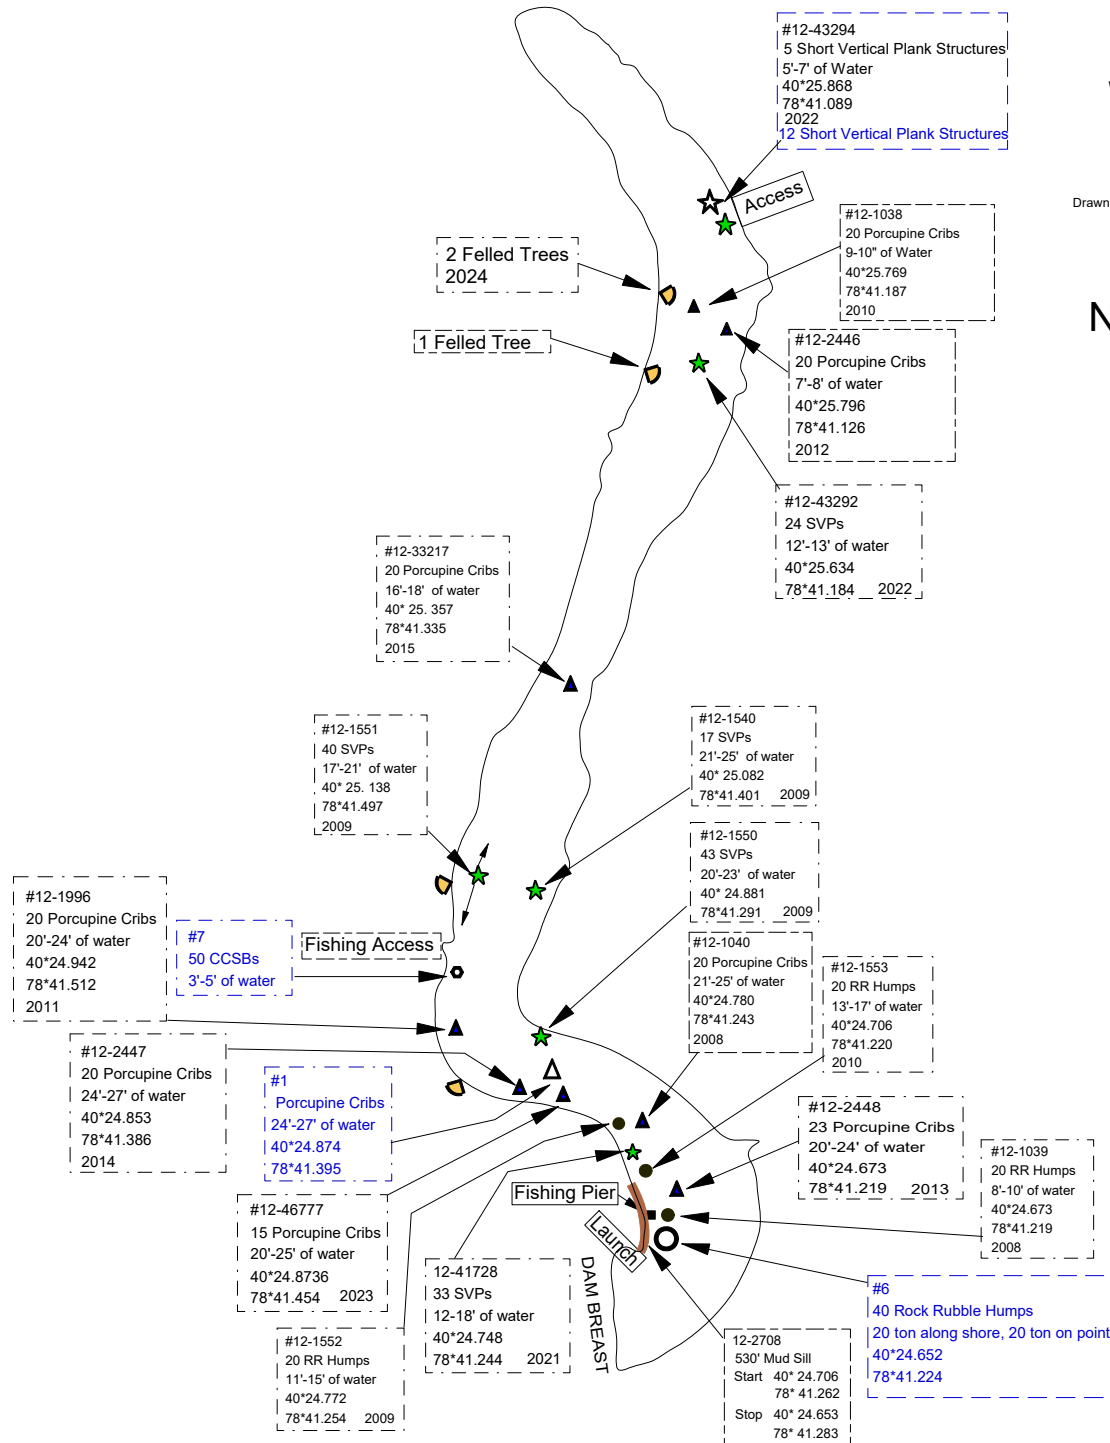 #12-43294
5 Short Vertical Plank Structures
5'-7' of Water
40*25.868
78*41.089
2022
12 Short Vertical Plank Structures
Access
Drawn
#12-1038
20 Porcupine Cribs
9-10" of Water
40*25.769
78*41.187
2010
2 Felled Trees
2024
N
1 Felled Tree
#12-2446
20 Porcupine Cribs
7'-8' of water
40*25.796
78*41.126
2012
#12-43292
24 SVPs
12'-13' of water
40*25.634
78*41.184 2022
#12-33217
20 Porcupine Cribs
16'-18' of water
40* 25. 357
78*41.335
2015
#12-1551
40 SVPs
17'-21' of water
40* 25. 138
78*41.497
2009
#12-1540
17 SVPs
21'-25' of water
40* 25.082
78*41.401 2009
#12-1550
43 SVPs
20'-23' of water
40* 24.881
78*41.291 2009
#12-1996
20 Porcupine Cribs
20'-24' of water
40*24.942
78*41.512
2011
#7
50 CCSBs
3'-5' of water
Fishing Access
#12-1040
20 Porcupine Cribs
21'-25' of water
40*24.780
78*41.243
2008
#12-1553
20 RR Humps
13'-17' of water
40*24.706
78*41.220
2010
#12-2447
20 Porcupine Cribs
24'-27' of water
40*24.853
78*41.386
2014
#1
Porcupine Cribs
24'-27' of water
40*24.874
78*41.395
#12-2448
23 Porcupine Cribs
20'-24' of water
40*24.673
78*41.219 2013
#12-1039
20 RR Humps
8'-10' of water
40*24.673
78*41.219
2008
Fishing Pier
Launch
DAM BREAST
#12-46777
15 Porcupine Cribs
20'-25' of water
40*24.8736
78*41.454 2023
12-41728
33 SVPs
12-18' of water
40*24.748
78*41.244 2021
#6
40 Rock Rubble Humps
20 ton along shore, 20 ton on point
40*24.652
78*41.224
#12-1552
20 RR Humps
11'-15' of water
40*24.772
78*41.254 2009
12-2708
530' Mud Sill
Start 40* 24.706
78* 41.262
Stop 40* 24.653
78* 41.283